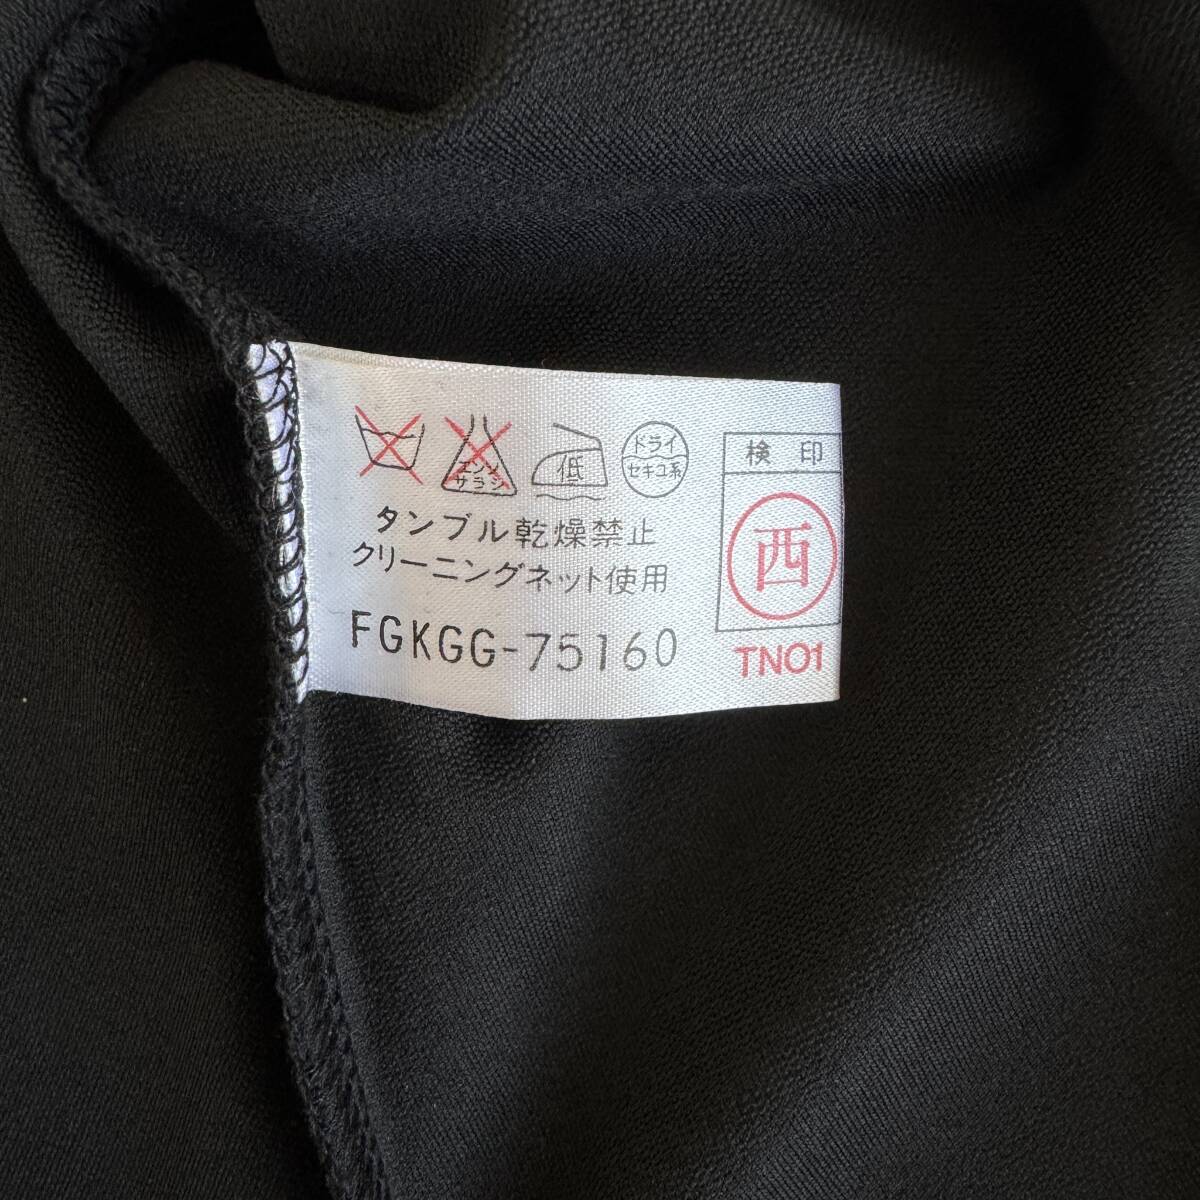 エンソ
サラシ
低
ドライ
セキユ系
タンブル乾燥禁止
クリーニングネット使用
FGKGG-75160
検 印
西
TN01